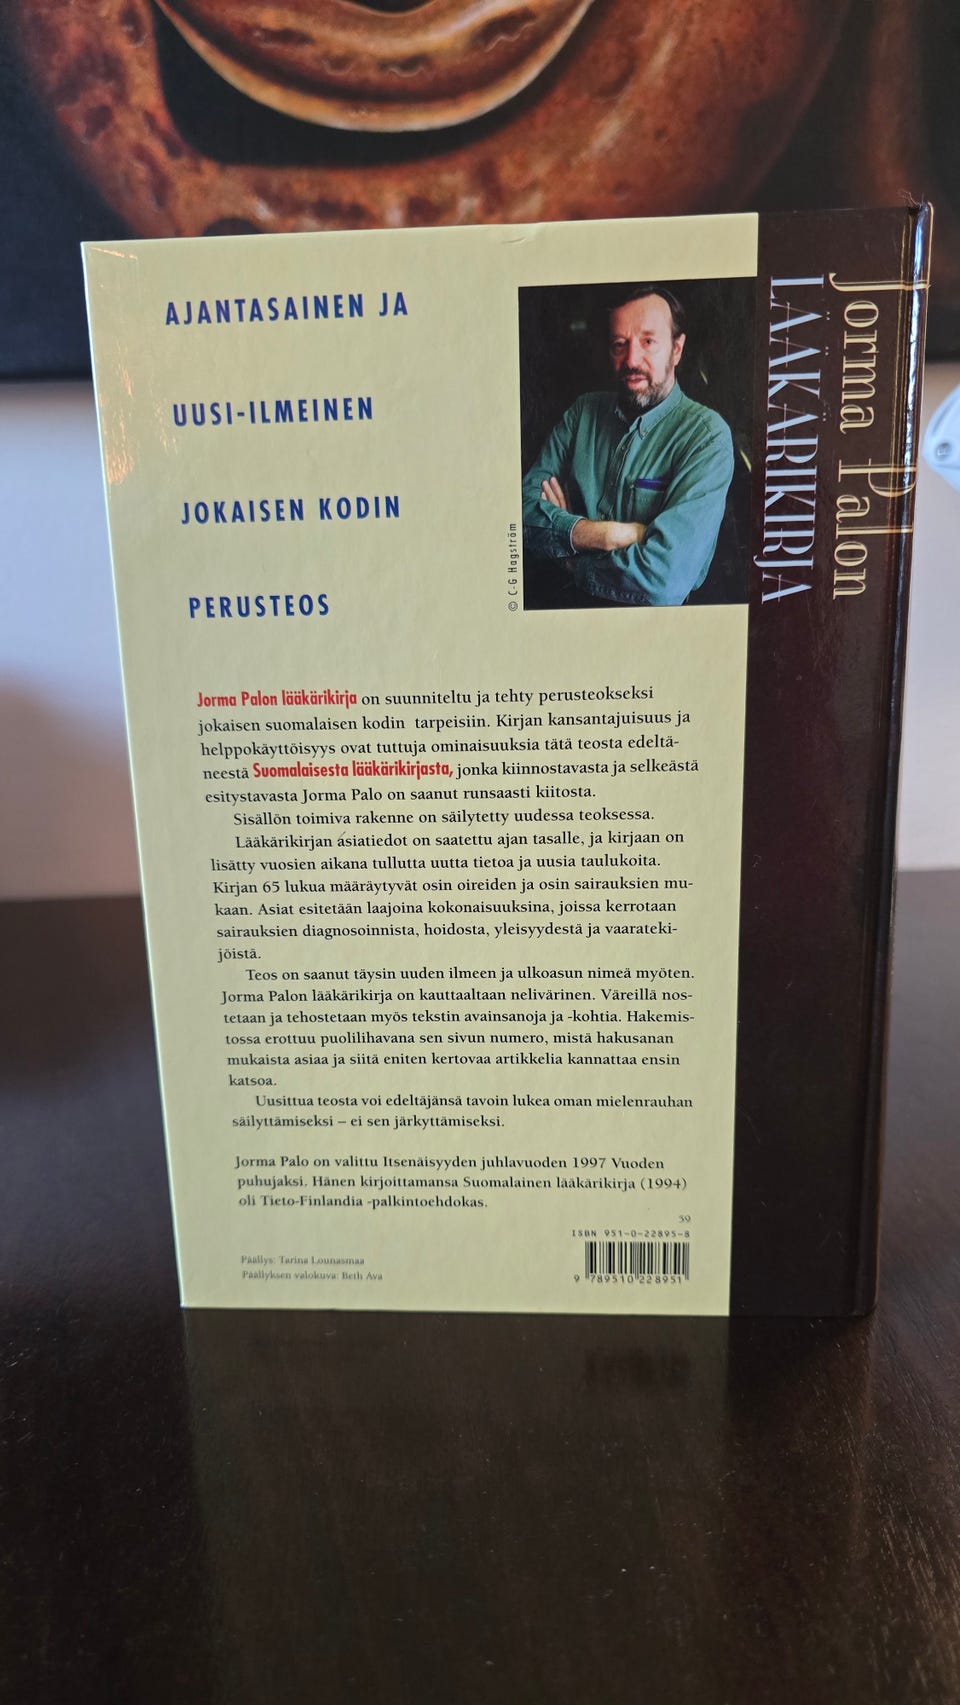 AJANTASAINEN JA
UUSI-ILMEINEN
JOKAISEN KODIN
PERUSTEOS
© C-G Hagström
Jorma Palon lääkärikirja on suunniteltu ja tehty perusteokseksi
jokaisen suomalaisen kodin tarpeisiin. Kirjan kansantajuisuus ja
helppokäyttöisyys ovat tuttuja ominaisuuksia tätä teosta edeltä-
neestä Suomalaisesta lääkärikirjasta, jonka kiinnostavasta ja selkeästä
esitystavasta Jorma Palo on saanut runsaasti kiitosta.
Sisällön toimiva rakenne on säilytetty uudessa teoksessa.
Lääkärikirjan asiatiedot on saatettu ajan tasalle, ja kirjaan on
lisätty vuosien aikana tullutta uutta tietoa ja uusia taulukoita.
Kirjan 65 lukua määräytyvät osin oireiden ja osin sairauksien mu-
kaan. Asiat esitetään laajoina kokonaisuuksina, joissa kerrotaan
sairauksien diagnosoinnista, hoidosta, yleisyydestä ja vaarateki-
jöistä.
Teos on saanut täysin uuden ilmeen ja ulkoasun nimeä myöten.
Jorma Palon lääkärikirja on kauttaaltaan nelivärinen. Väreillä nos-
tetaan ja tehostetaan myös tekstin avainsanoja ja -kohtia. Hakemis-
tossa erottuu puolilihavana sen sivun numero, mistä hakusanan
mukaista asiaa ja siitä eniten kertovaa artikkelia kannattaa ensin
katsoa.
Uusittua teosta voi edeltäjänsä tavoin lukea oman mielenrauhan
säilyttämiseksi – ei sen järkyttämiseksi.
Jorma Palo on valittu Itsenäisyyden juhlavuoden 1997 Vuoden
puhujaksi. Hänen kirjoittamansa Suomalainen lääkärikirja (1994)
oli Tieto-Finlandia -palkintoehdokas.
59
ISBN 951-0-22895-8
9 789510 228951
Päällys: Tarina Lounasmaa
Päällyksen valokuva: Beth Ava
Jorma Palon
LÄÄKÄRIKIRJA